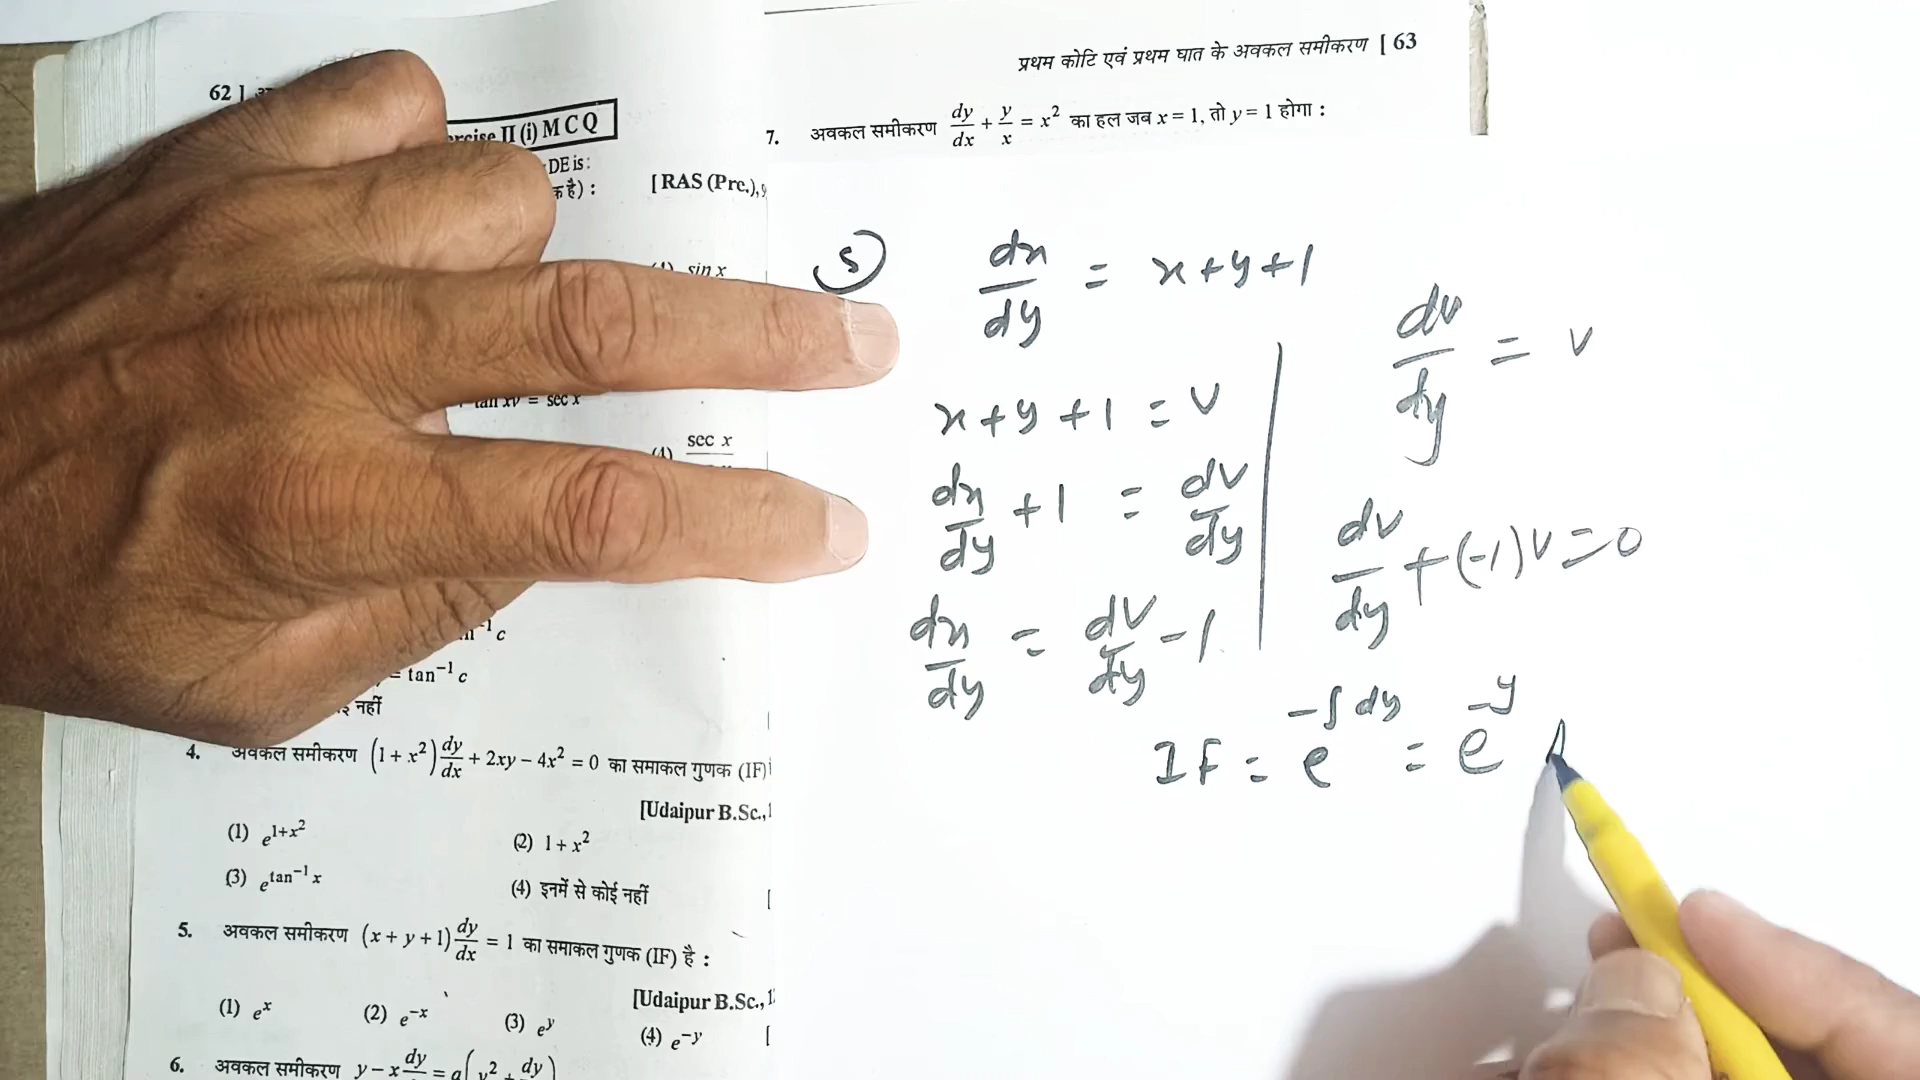 62 ]
Exercise II (i) M C Q
DE is :
है) :
[ RAS (Pre.),
sin x
= sec x
sec x
c
= tan⁻¹ c
नहीं
4. अवकल समीकरण (1 + x²) dy/dx + 2xy − 4x² = 0 का समाकल गुणक (IF)
[Udaipur B.Sc.,
(1) e^(1+x²)
(2) 1 + x²
(3) e^(tan⁻¹ x)
(4) इनमें से कोई नहीं
5. अवकल समीकरण (x + y + 1) dy/dx = 1 का समाकल गुणक (IF) है :
[Udaipur B.Sc.,
(1) e^x (2) e^(−x) (3) e^y (4) e^(−y)
6. अवकल समीकरण y − x dy/dx = a(y² + dy
प्रथम कोटि एवं प्रथम घात के अवकल समीकरण [ 63
7. अवकल समीकरण dy/dx + y/x = x² का हल जब x = 1, तो y = 1 होगा :
5 dx/dy = x+y+1
x+y+1 = v
dx/dy + 1 = dv/dy
dx/dy = dv/dy − 1
dv/dy = v
dv/dy + (−1)v = 0
IF = e^(−∫dy) = e^(−y)